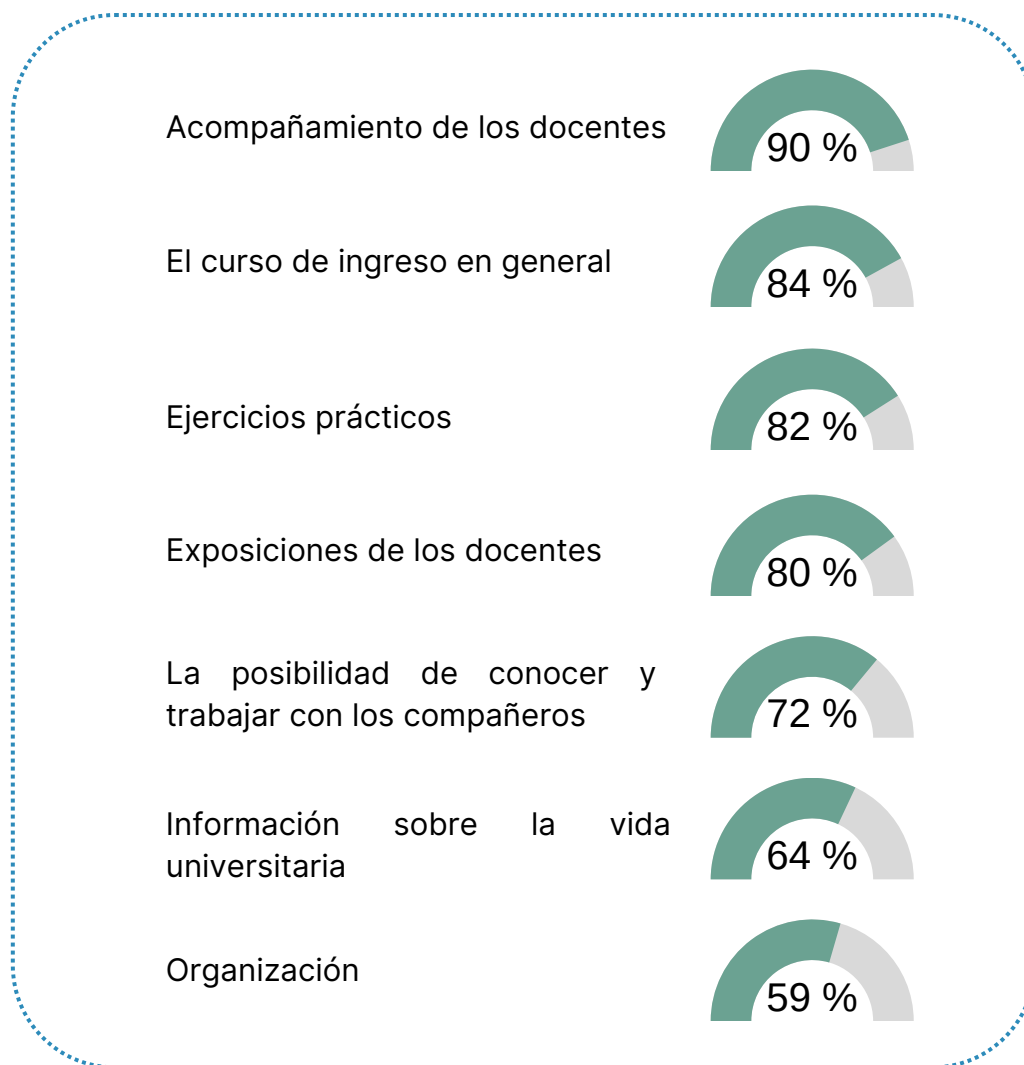 Acompañamiento de los docentes
90 %
El curso de ingreso en general
84 %
Ejercicios prácticos
82 %
Exposiciones de los docentes
80 %
La posibilidad de conocer y
trabajar con los compañeros
72 %
Información sobre la vida
universitaria
64 %
Organización
59 %